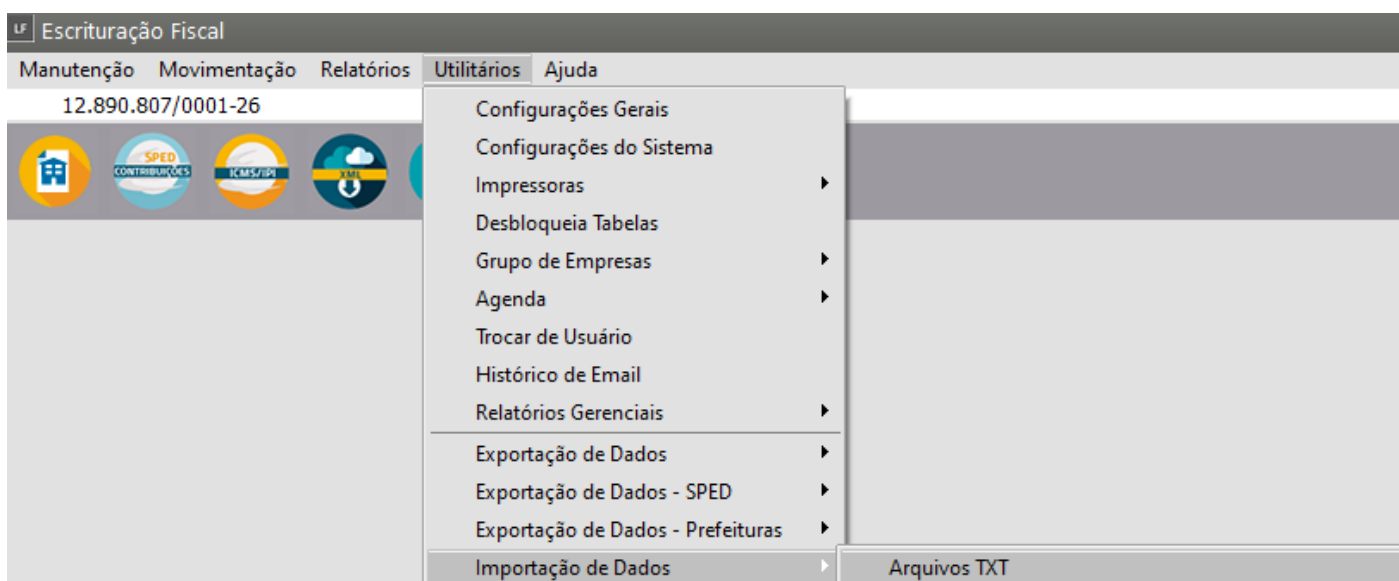 LF Escrituração Fiscal
Manutenção Movimentação Relatórios Utilitários Ajuda
12.890.807/0001-26
SPED
CONTRIBUIÇÕES
ICMS/IPI
XML
Configurações Gerais
Configurações do Sistema
Impressoras
Desbloqueia Tabelas
Grupo de Empresas
Agenda
Trocar de Usuário
Histórico de Email
Relatórios Gerenciais
Exportação de Dados
Exportação de Dados - SPED
Exportação de Dados - Prefeituras
Importação de Dados Arquivos TXT